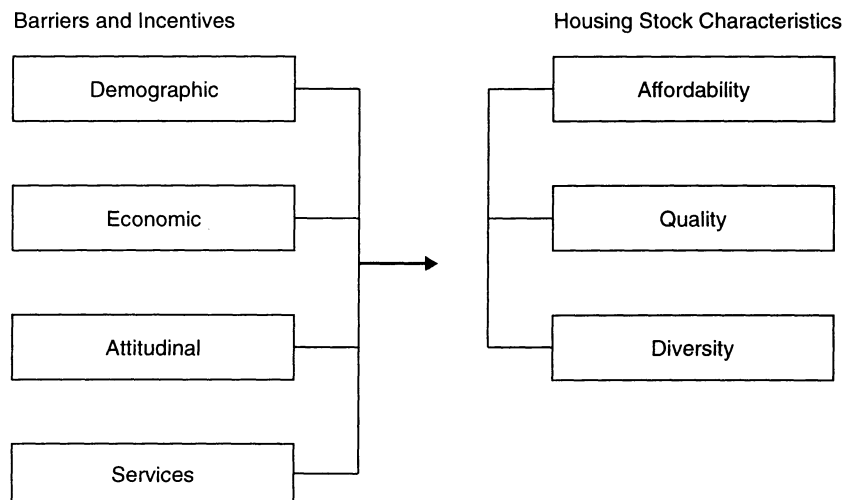 Barriers and Incentives
Housing Stock Characteristics
Demographic
Affordability
Economic
Quality
Attitudinal
Diversity
Services